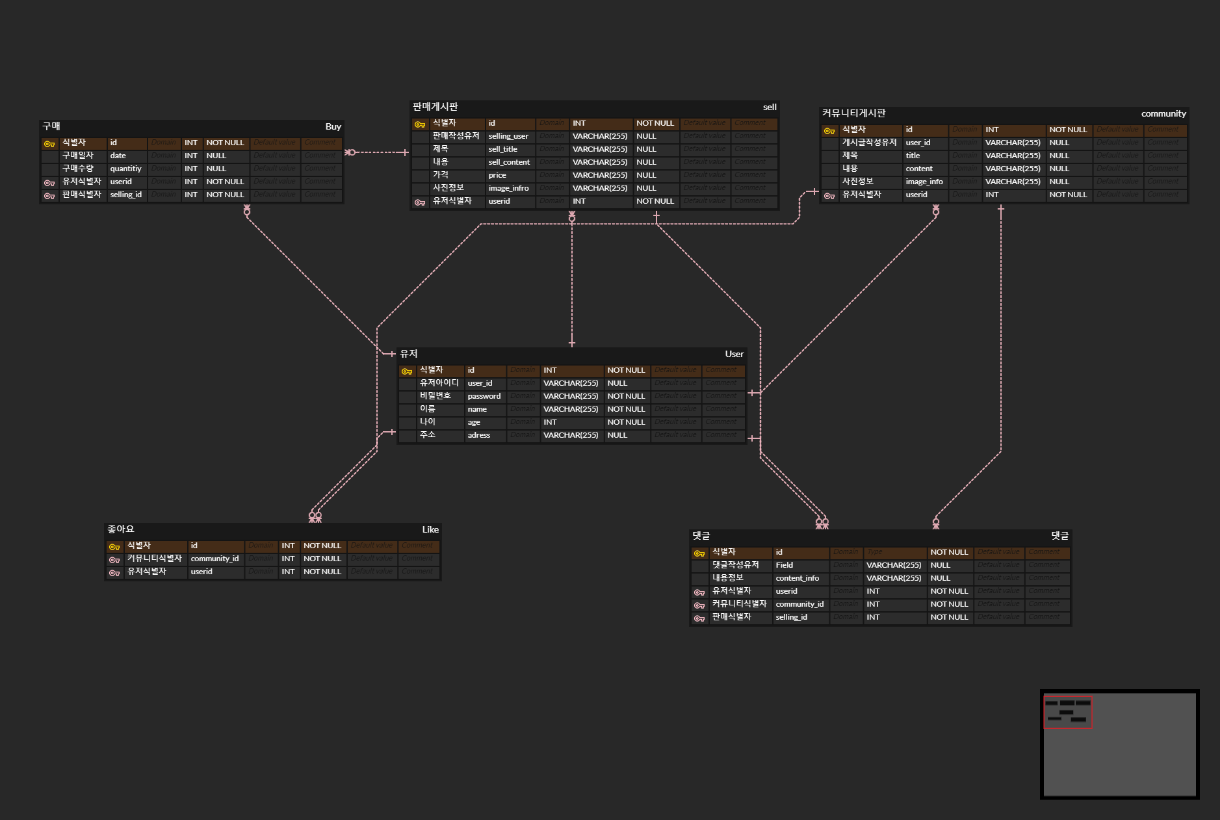 구매 Buy
식별자 id Domain INT NOT NULL Default value Comment
구매일자 date Domain INT NULL Default value Comment
구매수량 quantitiy Domain INT NULL Default value Comment
유저식별자 userid Domain INT NOT NULL Default value Comment
판매식별자 selling_id Domain INT NOT NULL Default value Comment
판매게시판 sell
식별자 id Domain INT NOT NULL Default value Comment
판매작성유저 selling_user Domain VARCHAR(255) NULL Default value Comment
제목 sell_title Domain VARCHAR(255) NULL Default value Comment
내용 sell_content Domain VARCHAR(255) NULL Default value Comment
가격 price Domain VARCHAR(255) NULL Default value Comment
사진정보 image_infro Domain VARCHAR(255) NULL Default value Comment
유저식별자 userid Domain INT NOT NULL Default value Comment
커뮤니티게시판 community
식별자 id Domain INT NOT NULL Default value Comment
게시글작성유저 user_id Domain VARCHAR(255) NULL Default value Comment
제목 title Domain VARCHAR(255) NULL Default value Comment
내용 content Domain VARCHAR(255) NULL Default value Comment
사진정보 image_info Domain VARCHAR(255) NULL Default value Comment
유저식별자 userid Domain INT NOT NULL Default value Comment
유저 User
식별자 id Domain INT NOT NULL Default value Comment
유저아이디 user_id Domain VARCHAR(255) NULL Default value Comment
비밀번호 password Domain VARCHAR(255) NOT NULL Default value Comment
이름 name Domain VARCHAR(255) NOT NULL Default value Comment
나이 age Domain INT NOT NULL Default value Comment
주소 adress Domain VARCHAR(255) NULL Default value Comment
좋아요 Like
식별자 id Domain INT NOT NULL Default value Comment
커뮤니티식별자 community_id Domain INT NOT NULL Default value Comment
유저식별자 userid Domain INT NOT NULL Default value Comment
댓글 댓글
식별자 id Domain Type NOT NULL Default value Comment
댓글작성유저 Field Domain VARCHAR(255) NULL Default value Comment
내용정보 content_info Domain VARCHAR(255) NULL Default value Comment
유저식별자 userid Domain INT NOT NULL Default value Comment
커뮤니티식별자 community_id Domain INT NOT NULL Default value Comment
판매식별자 selling_id Domain INT NOT NULL Default value Comment